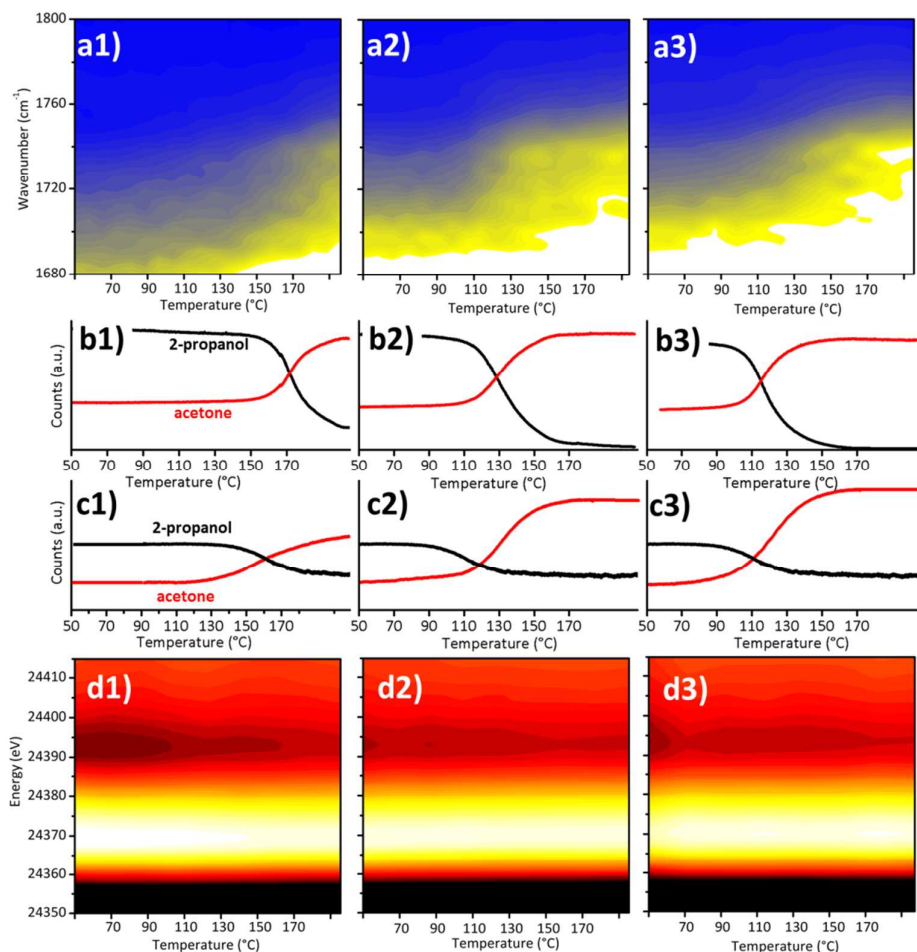 a1) a2) a3)
1800
1760
1720
1680
Wavenumber (cm⁻¹)
70 90 110 130 150 170 70 90 110 130 150 170 70 90 110 130 150 170
Temperature (°C) Temperature (°C) Temperature (°C)
b1) b2) b3)
2-propanol
acetone
Counts (a.u.)
50 70 90 110 130 150 170 50 70 90 110 130 150 170 50 70 90 110 130 150 170
Temperature (°C) Temperature (°C) Temperature (°C)
c1) c2) c3)
2-propanol
acetone
Counts (a.u.)
50 70 90 110 130 150 170 50 70 90 110 130 150 170 50 70 90 110 130 150 170
Temperature (°C) Temperature (°C) Temperature (°C)
d1) d2) d3)
24410
24400
24390
24380
24370
24360
24350
Energy (eV)
70 90 110 130 150 170 70 90 110 130 150 170 70 90 110 130 150 170
Temperature (°C) Temperature (°C) Temperature (°C)